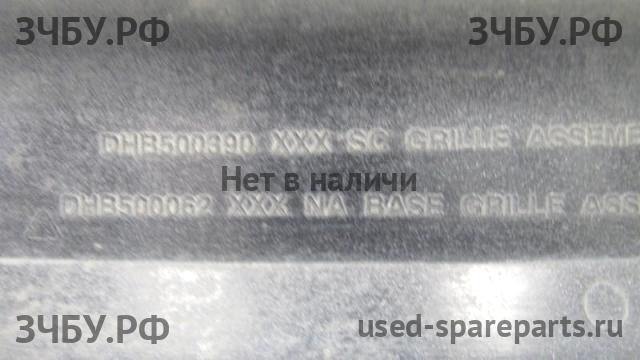 ЗЧБУ.РФ ЗЧБУ.РФ
DHB500390 XXX SC GRILLE ASSEM
Нет в наличи
DHB500062 XXX NA BASE GRILLE ASS
ЗЧБУ.РФ used-spareparts.ru